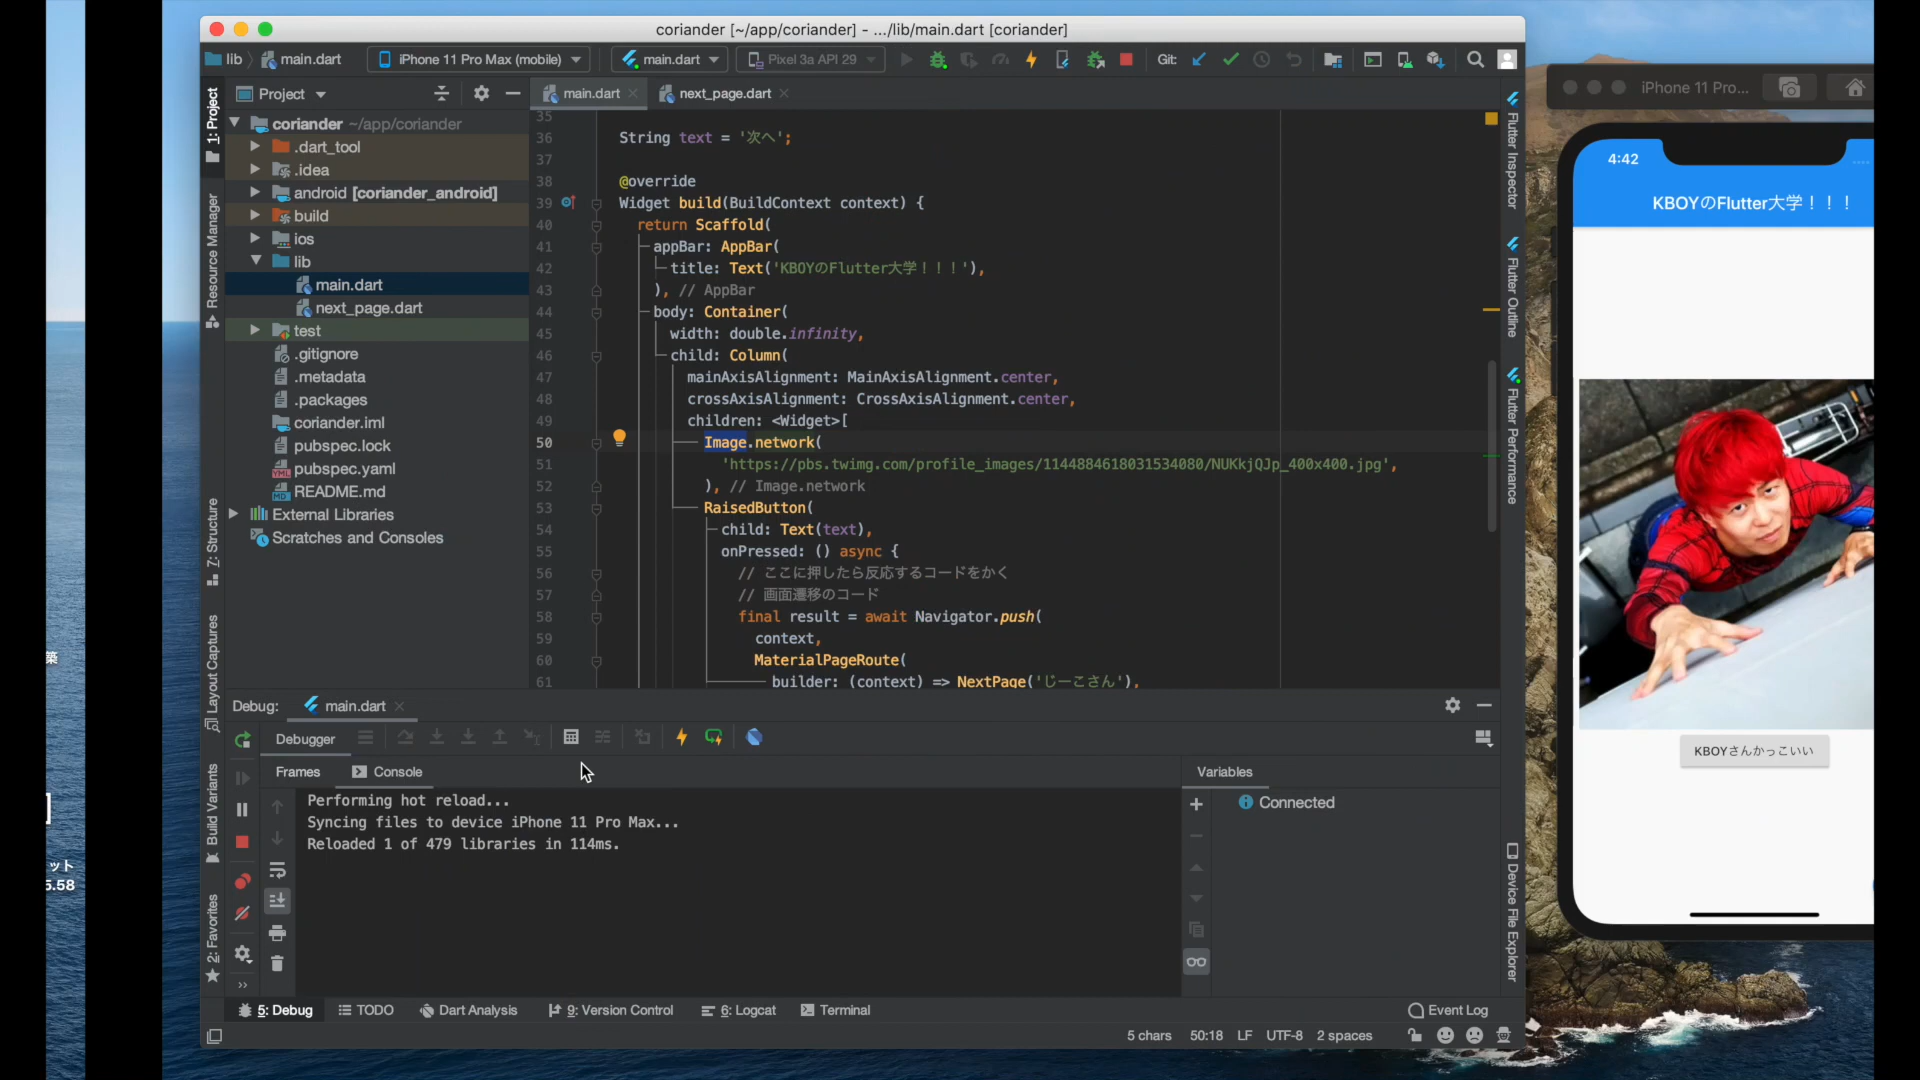 coriander [~/app/coriander] - .../lib/main.dart [coriander]
lib
main.dart
iPhone 11 Pro Max (mobile)
main.dart
Pixel 3a API 29
Git:
iPhone 11 Pro...
1: Project
Resource Manager
Z: Structure
Layout Captures
Build Variants
2: Favorites
Project
coriander ~/app/coriander
.dart_tool
.idea
android [coriander_android]
build
ios
lib
main.dart
next_page.dart
test
.gitignore
.metadata
.packages
coriander.iml
pubspec.lock
pubspec.yaml
README.md
External Libraries
Scratches and Consoles
main.dart
next_page.dart
35
36 String text = '次へ';
37
38 @override
39 Widget build(BuildContext context) {
40 return Scaffold(
41 appBar: AppBar(
42 title: Text('KBOYのFlutter大学！！！'),
43 ), // AppBar
44 body: Container(
45 width: double.infinity,
46 child: Column(
47 mainAxisAlignment: MainAxisAlignment.center,
48 crossAxisAlignment: CrossAxisAlignment.center,
49 children: <Widget>[
50 Image.network(
51 'https://pbs.twimg.com/profile_images/1144884618031534080/NUKkjQJp_400x400.jpg',
52 ), // Image.network
53 RaisedButton(
54 child: Text(text),
55 onPressed: () async {
56 // ここに押したら反応するコードをかく
57 // 画面遷移のコード
58 final result = await Navigator.push(
59 context,
60 MaterialPageRoute(
61 builder: (context) => NextPage('じーこさん'),
Flutter Inspector
Flutter Outline
Flutter Performance
Device File Explorer
4:42
KBOYのFlutter大学！！！
KBOYさんかっこいい
築
]
ット
5.58
Debug:
main.dart
Debugger
Frames
Console
Variables
Performing hot reload...
Syncing files to device iPhone 11 Pro Max...
Reloaded 1 of 479 libraries in 114ms.
Connected
5: Debug
TODO
Dart Analysis
9: Version Control
6: Logcat
Terminal
Event Log
5 chars
50:18
LF
UTF-8
2 spaces